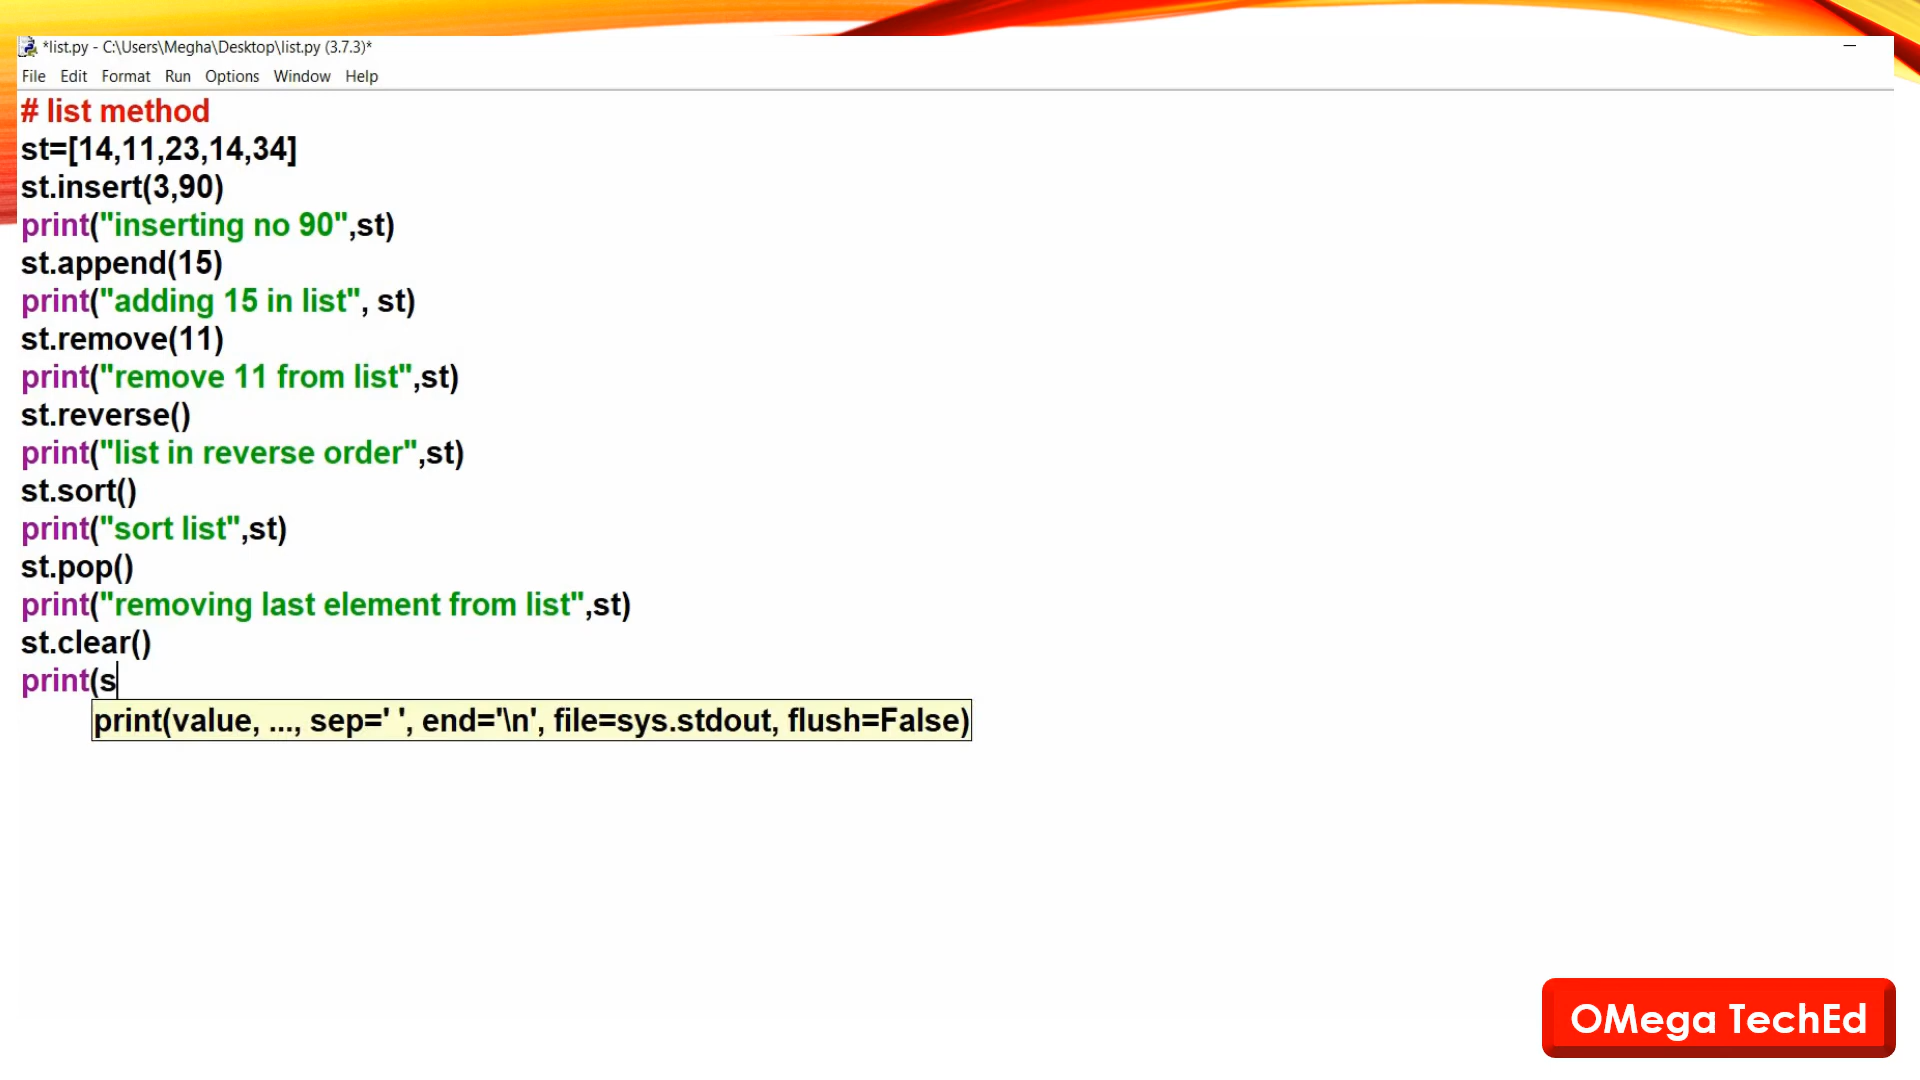 *list.py - C:\Users\Megha\Desktop\list.py (3.7.3)*
File Edit Format Run Options Window Help
# list method
st=[14,11,23,14,34]
st.insert(3,90)
print("inserting no 90",st)
st.append(15)
print("adding 15 in list", st)
st.remove(11)
print("remove 11 from list",st)
st.reverse()
print("list in reverse order",st)
st.sort()
print("sort list",st)
st.pop()
print("removing last element from list",st)
st.clear()
print(s
print(value, ..., sep=' ', end='\n', file=sys.stdout, flush=False)
OMega TechEd